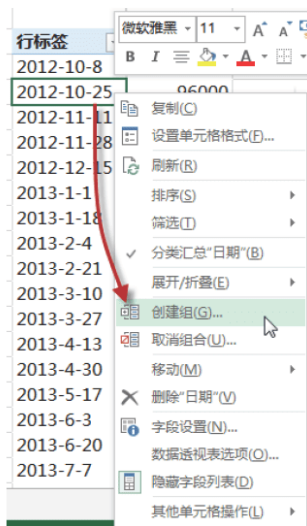 微软雅黑 11 A A
B I A
行标签
2012-10-8
2012-10-25 96000
2012-11-11
2012-11-28
2012-12-15
2013-1-1
2013-1-18
2013-2-4
2013-2-21
2013-3-10
2013-3-27
2013-4-13
2013-4-30
2013-5-17
2013-6-3
2013-6-20
2013-7-7
复制(C)
设置单元格格式(F)...
刷新(R)
排序(S)
筛选(T)
分类汇总"日期"(B)
展开/折叠(E)
创建组(G)...
取消组合(U)...
移动(M)
删除"日期"(V)
字段设置(N)...
数据透视表选项(O)...
隐藏字段列表(D)
其他单元格操作(L)